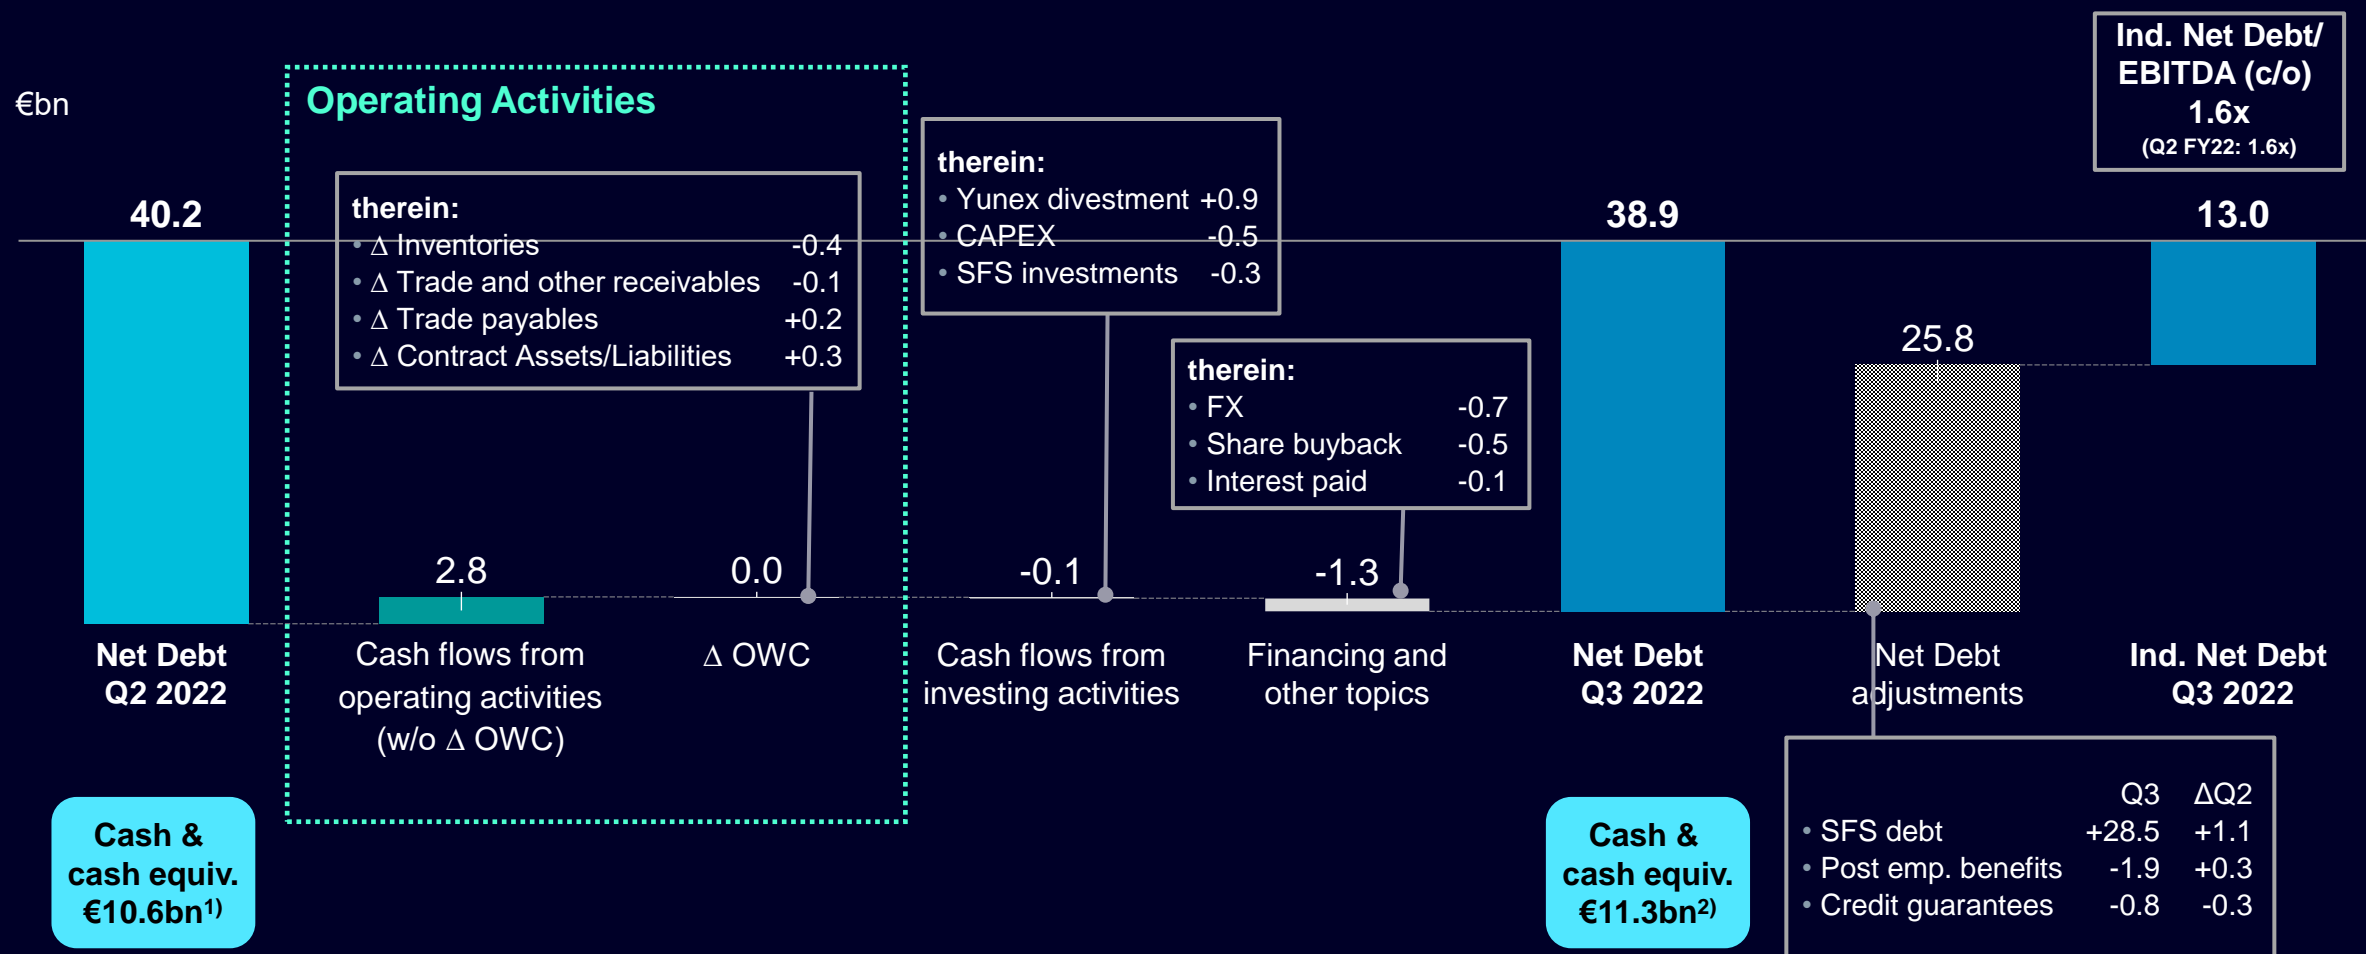 €bn
Operating Activities
Ind. Net Debt/
EBITDA (c/o)
1.6x
(Q2 FY22: 1.6x)
40.2
therein:
• Δ Inventories -0.4
• Δ Trade and other receivables -0.1
• Δ Trade payables +0.2
• Δ Contract Assets/Liabilities +0.3
therein:
• Yunex divestment +0.9
• CAPEX -0.5
• SFS investments -0.3
therein:
• FX -0.7
• Share buyback -0.5
• Interest paid -0.1
38.9
25.8
13.0
2.8
0.0
-0.1
-1.3
Net Debt
Q2 2022
Cash flows from
operating activities
(w/o Δ OWC)
Δ OWC
Cash flows from
investing activities
Financing and
other topics
Net Debt
Q3 2022
Net Debt
adjustments
Ind. Net Debt
Q3 2022
Cash &
cash equiv.
€10.6bn1)
Cash &
cash equiv.
€11.3bn2)
Q3 ΔQ2
• SFS debt +28.5 +1.1
• Post emp. benefits -1.9 +0.3
• Credit guarantees -0.8 -0.3